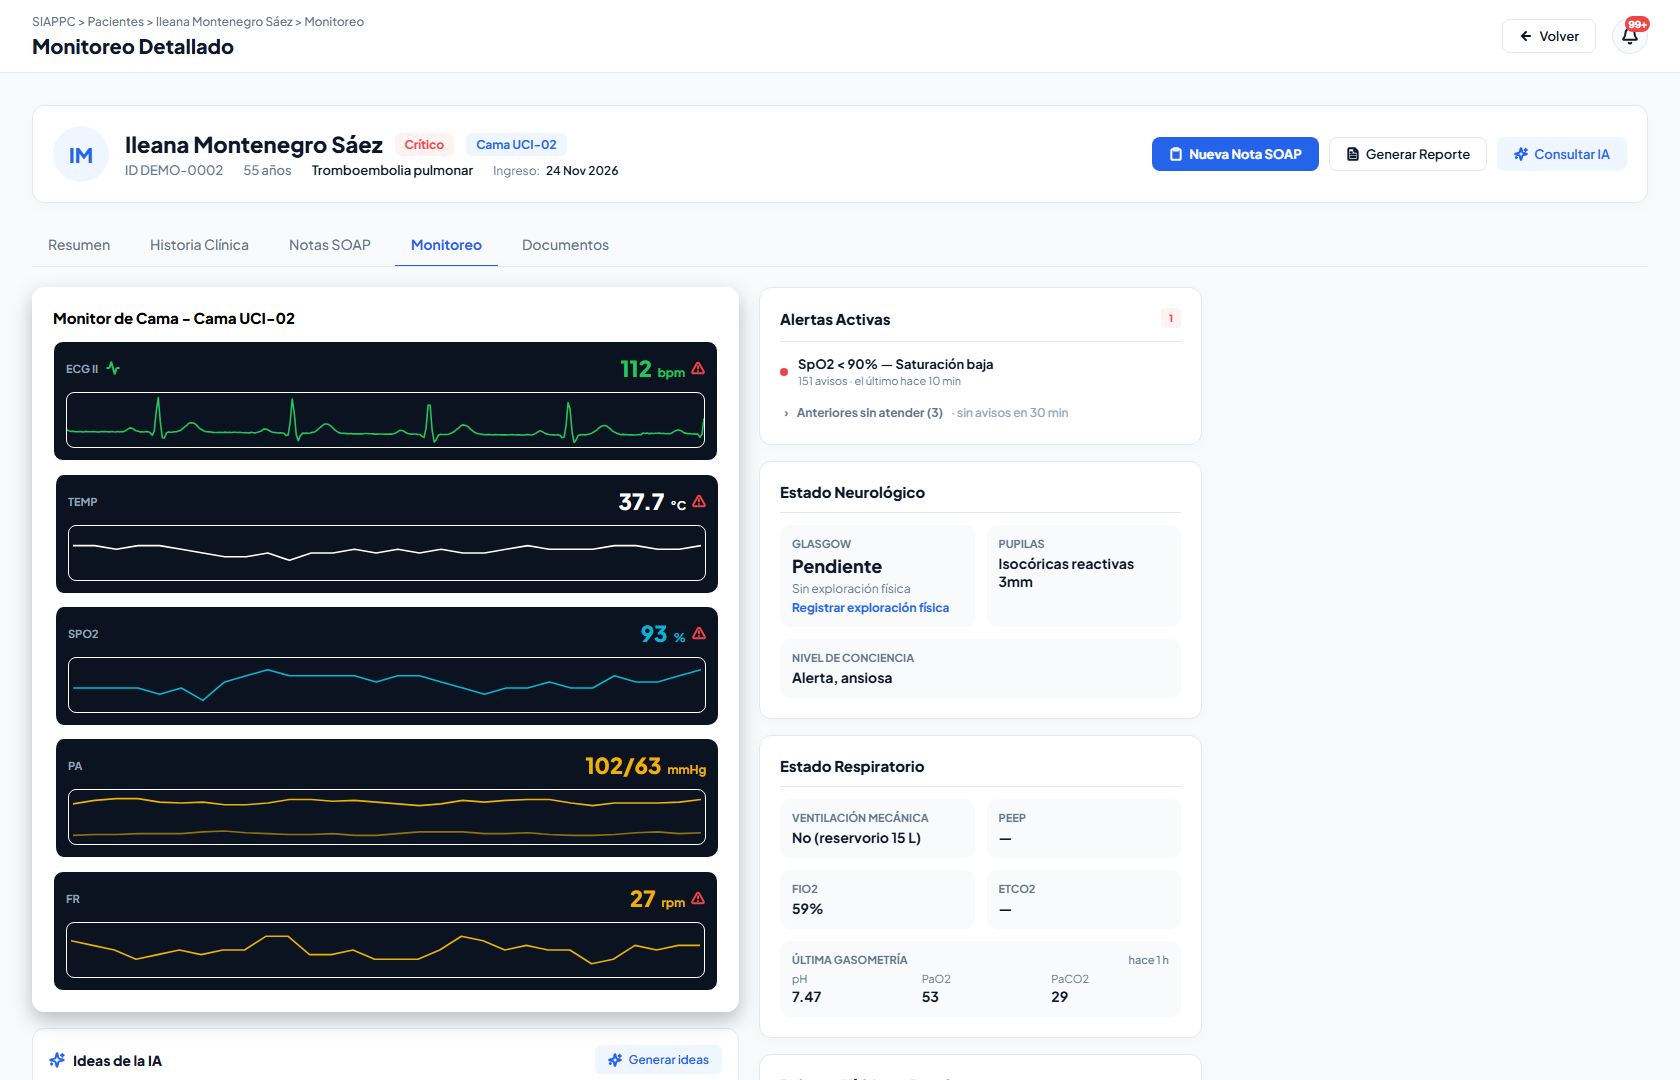 SIAPPC > Pacientes > Ileana Montenegro Sáez > Monitoreo
Monitoreo Detallado
Volver
99+
IM
Ileana Montenegro Sáez
Crítico
Cama UCI-02
ID DEMO-0002
55 años
Tromboembolia pulmonar
Ingreso: 24 Nov 2026
Nueva Nota SOAP
Generar Reporte
Consultar IA
Resumen
Historia Clínica
Notas SOAP
Monitoreo
Documentos
Monitor de Cama - Cama UCI-02
ECG II
112 bpm
TEMP
37.7 °C
SPO2
93 %
PA
102/63 mmHg
FR
27 rpm
Ideas de la IA
Generar ideas
Alertas Activas
1
SpO2 < 90% — Saturación baja
151 avisos · el último hace 10 min
› Anteriores sin atender (3) · sin avisos en 30 min
Estado Neurológico
GLASGOW
Pendiente
Sin exploración física
Registrar exploración física
PUPILAS
Isocóricas reactivas
3mm
NIVEL DE CONCIENCIA
Alerta, ansiosa
Estado Respiratorio
VENTILACIÓN MECÁNICA
No (reservorio 15 L)
PEEP
—
FIO2
59%
ETCO2
—
ÚLTIMA GASOMETRÍA
hace 1 h
pH
7.47
PaO2
53
PaCO2
29